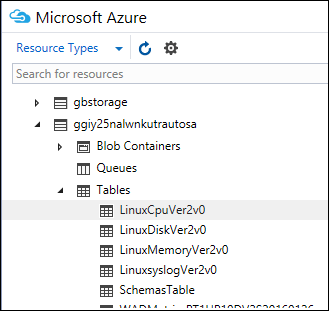 Microsoft Azure
Resource Types
Search for resources
gbstorage
ggiy25nalwnkutrautosa
Blob Containers
Queues
Tables
LinuxCpuVer2v0
LinuxDiskVer2v0
LinuxMemoryVer2v0
LinuxsyslogVer2v0
SchemasTable